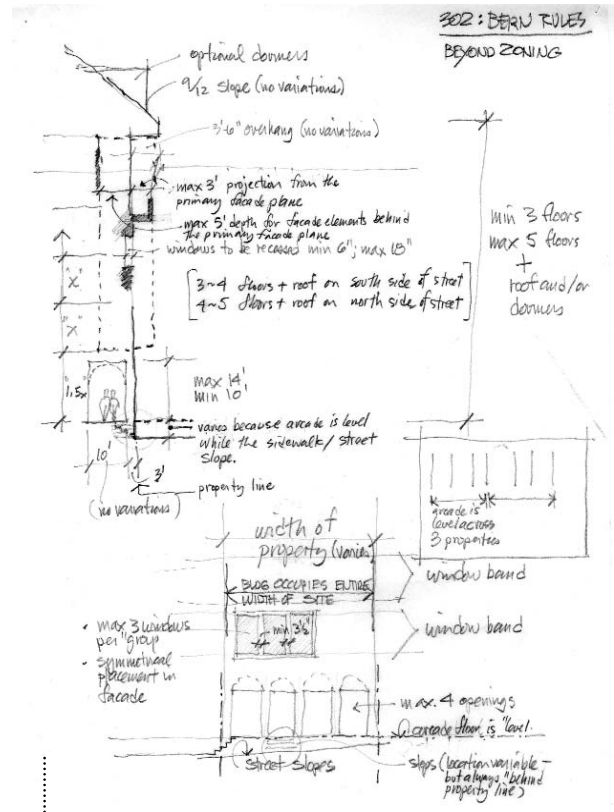 302: BERN RULES
BEYOND ZONING
optional dormers
9/12 slope (no variations)
3'6" overhang (no variations)
max 3' projection from the
primary facade plane
max 5' depth for facade elements behind
the primary facade plane
windows to be recessed min 6"; max 18"
3~4 floors + roof on south side of street
4~5 floors + roof on north side of street
min 3 floors
max 5 floors
+
roof and/or
dormers
"x"
"x"
"1.5x"
max 14'
min 10'
varies because arcade is level
while the sidewalk/street
slope.
10'
3'
(no variations)
property line
arcade is
level across
3 properties
width of
property (varies)
BLDG OCCUPIES ENTIRE
WIDTH OF SITE
window band
• max 3 windows
per "group"
• symmetrical
placement in
facade
window band
max. 4 openings
arcade floor is "level".
street slopes
steps (location variable –
but always "behind
property line)